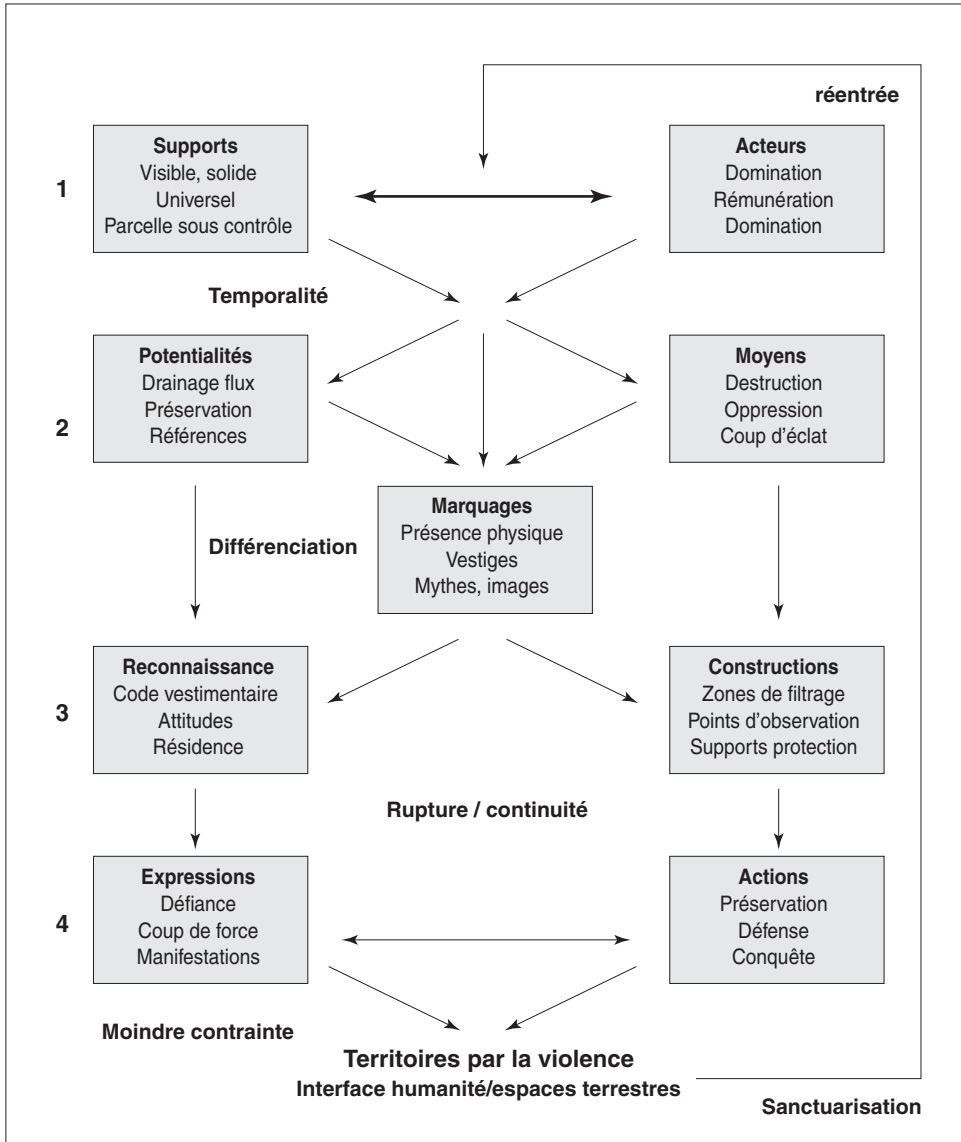 réentrée
Supports
Visible, solide
Universel
Parcelle sous contrôle
1
Acteurs
Domination
Rémunération
Domination
Temporalité
Potentialités
Drainage flux
Préservation
Références
2
Moyens
Destruction
Oppression
Coup d'éclat
Marquages
Présence physique
Vestiges
Mythes, images
Différenciation
Reconnaissance
Code vestimentaire
Attitudes
Résidence
3
Constructions
Zones de filtrage
Points d'observation
Supports protection
Rupture / continuité
Expressions
Défiance
Coup de force
Manifestations
4
Actions
Préservation
Défense
Conquête
Moindre contrainte
Territoires par la violence
Interface humanité/espaces terrestres
Sanctuarisation